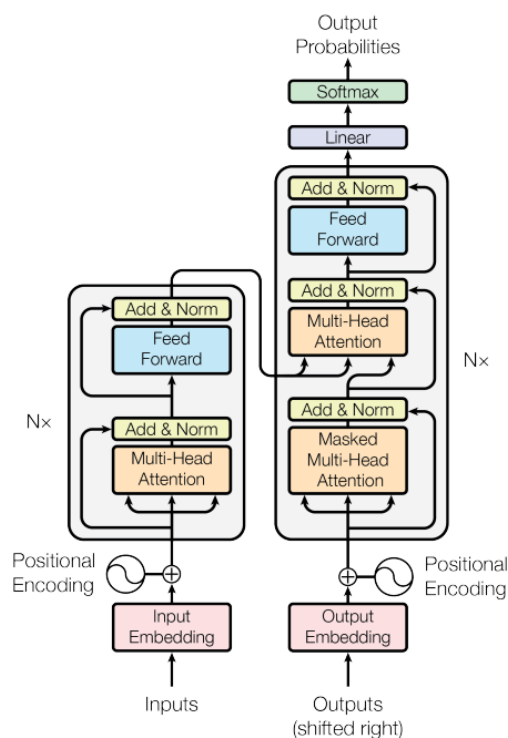 Output
Probabilities
Softmax
Linear
Add & Norm
Feed
Forward
Add & Norm
Multi-Head
Attention
Add & Norm
Masked
Multi-Head
Attention
N×
Add & Norm
Feed
Forward
Add & Norm
Multi-Head
Attention
N×
Positional
Encoding
Positional
Encoding
Input
Embedding
Output
Embedding
Inputs
Outputs
(shifted right)